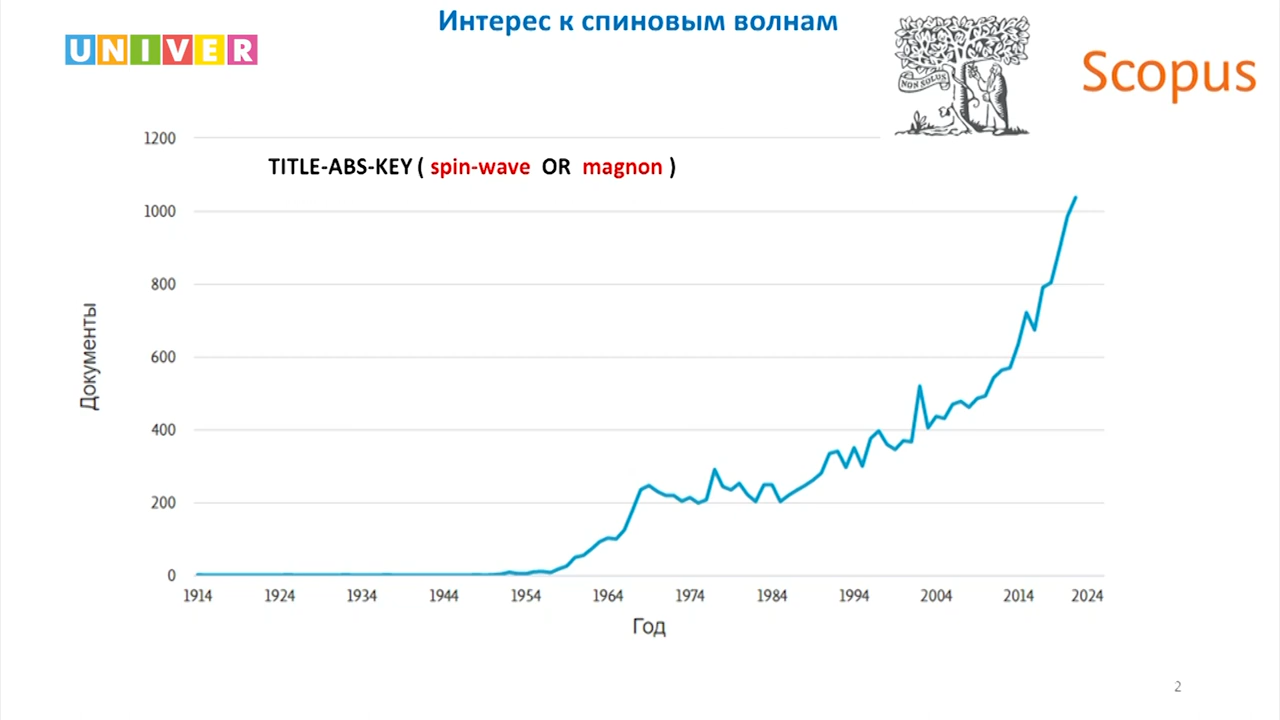 Интерес к спиновым волнам
UNIVER
NON SOLUS
Scopus
TITLE-ABS-KEY ( spin-wave OR magnon )
1200
1000
800
600
400
200
0
Документы
1914 1924 1934 1944 1954 1964 1974 1984 1994 2004 2014 2024
Год
2